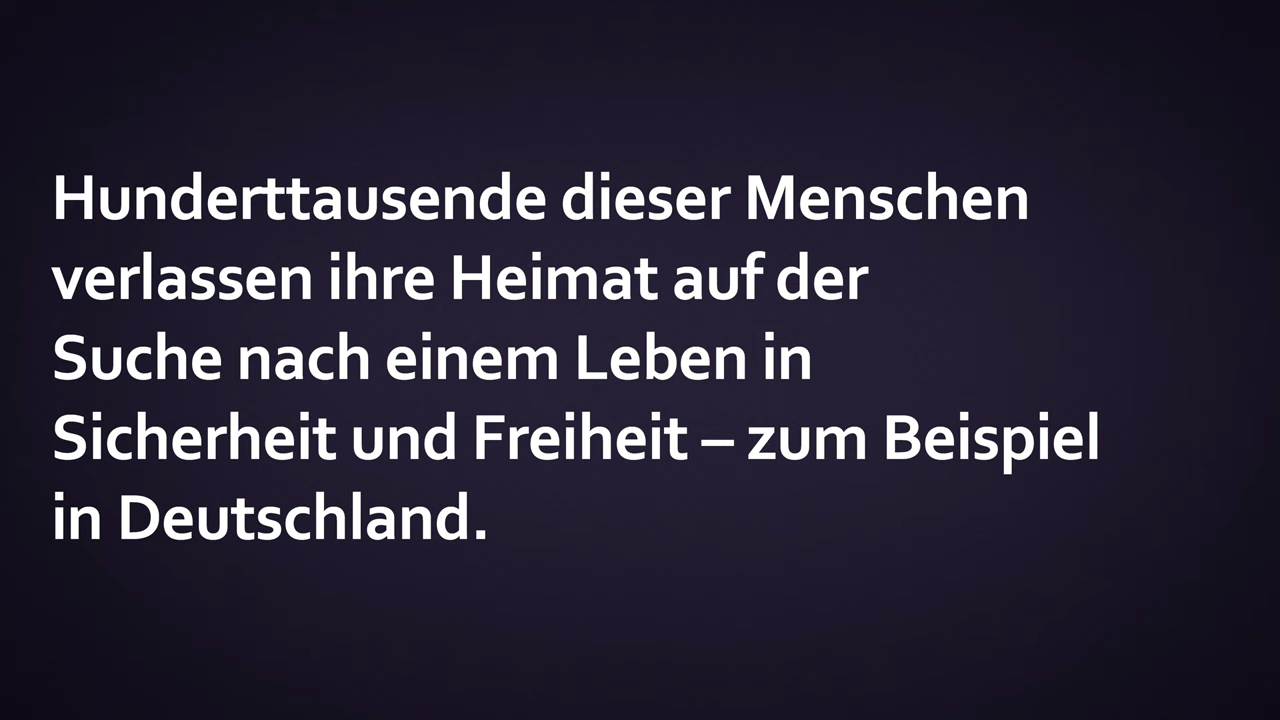 Hunderttausende dieser Menschen
verlassen ihre Heimat auf der
Suche nach einem Leben in
Sicherheit und Freiheit – zum Beispiel
in Deutschland.